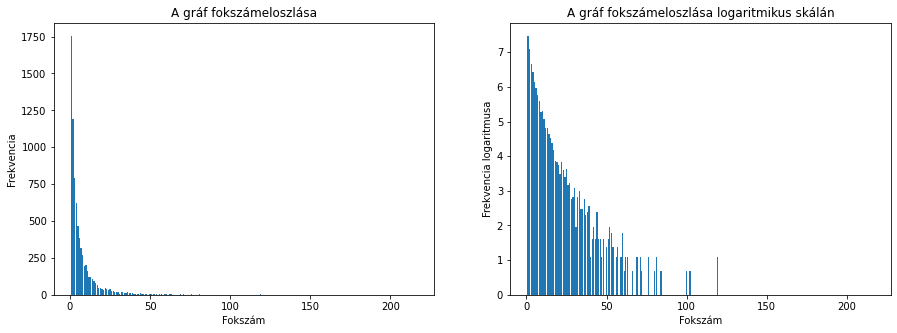 A gráf fokszámeloszlása
1750
1500
1250
1000
750
500
250
0
Frekvencia
0 50 100 150 200
Fokszám
A gráf fokszámeloszlása logaritmikus skálán
7
6
5
4
3
2
1
0
Frekvencia logaritmusa
0 50 100 150 200
Fokszám